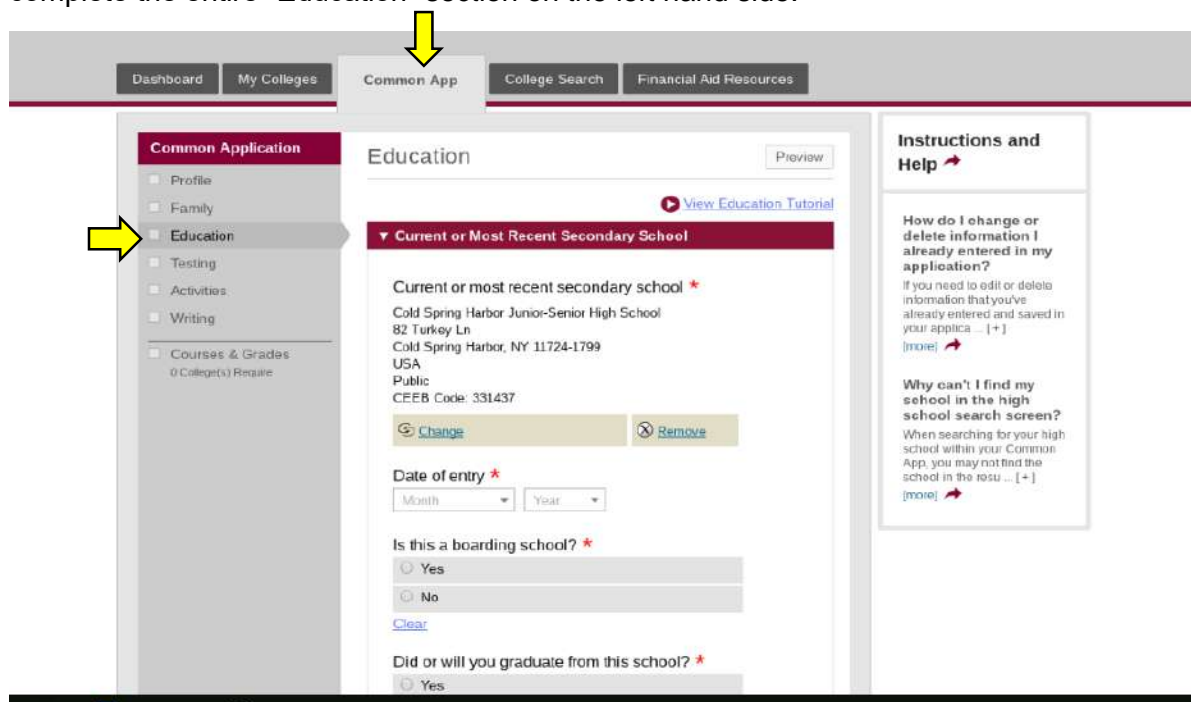 complete the entire "Education" section on the left hand side.
Dashboard
My Colleges
Common App
College Search
Financial Aid Resources
Common Application
Profile
Family
Education
Testing
Activities
Writing
Courses & Grades
0 College(s) Require
Education
Preview
View Education Tutorial
Current or Most Recent Secondary School
Current or most recent secondary school *
Cold Spring Harbor Junior-Senior High School
82 Turkey Ln
Cold Spring Harbor, NY 11724-1799
USA
Public
CEEB Code: 331437
Change
Remove
Date of entry *
Month
Year
Is this a boarding school? *
Yes
No
Clear
Did or will you graduate from this school? *
Yes
Instructions and
Help
How do I change or
delete information I
already entered in my
application?
If you need to edit or delete
information that you've
already entered and saved in
your applica ... [+]
[more]
Why can't I find my
school in the high
school search screen?
When searching for your high
school within your Common
App, you may not find the
school in the resu ... [+]
[more]